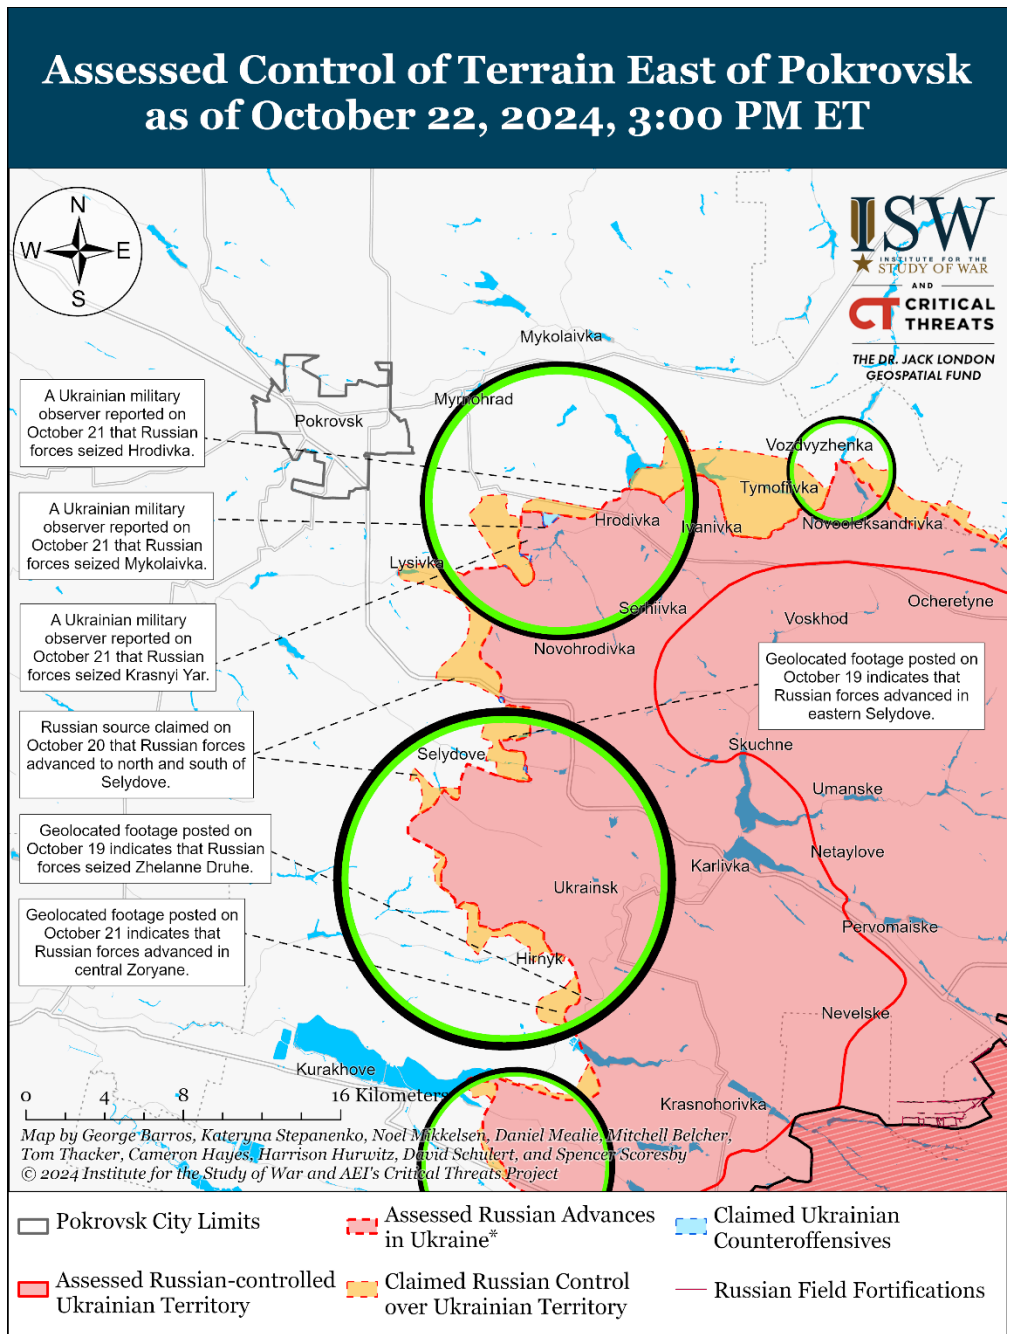 Assessed Control of Terrain East of Pokrovsk
as of October 22, 2024, 3:00 PM ET
N
W
E
S
ISW
INSTITUTE FOR THE
STUDY OF WAR
AND
CT CRITICAL
THREATS
THE DR. JACK LONDON
GEOSPATIAL FUND
Mykolaivka
Myrnohrad
Pokrovsk
Vozdvyzhenka
Tymofiivka
Hrodivka
Ivanivka
Novooleksandrivka
Lysivka
Serhiivka
Ocheretyne
Voskhod
Novohrodivka
Selydove
Skuchne
Umanske
Netaylove
Karlivka
Ukrainsk
Pervomaiske
Hirnyk
Nevelske
Kurakhove
Krasnohorivka
A Ukrainian military
observer reported on
October 21 that Russian
forces seized Hrodivka.
A Ukrainian military
observer reported on
October 21 that Russian
forces seized Mykolaivka.
A Ukrainian military
observer reported on
October 21 that Russian
forces seized Krasnyi Yar.
Russian source claimed on
October 20 that Russian forces
advanced to north and south of
Selydove.
Geolocated footage posted on
October 19 indicates that Russian
forces seized Zhelanne Druhe.
Geolocated footage posted on
October 21 indicates that
Russian forces advanced in
central Zoryane.
Geolocated footage posted on
October 19 indicates that
Russian forces advanced in
eastern Selydove.
0 4 8 16 Kilometers
Map by George Barros, Kateryna Stepanenko, Noel Mikkelsen, Daniel Mealie, Mitchell Belcher,
Tom Thacker, Cameron Hayes, Harrison Hurwitz, David Schulert, and Spencer Scoresby
© 2024 Institute for the Study of War and AEI's Critical Threats Project
Pokrovsk City Limits
Assessed Russian-controlled
Ukrainian Territory
Assessed Russian Advances
in Ukraine*
Claimed Russian Control
over Ukrainian Territory
Claimed Ukrainian
Counteroffensives
Russian Field Fortifications